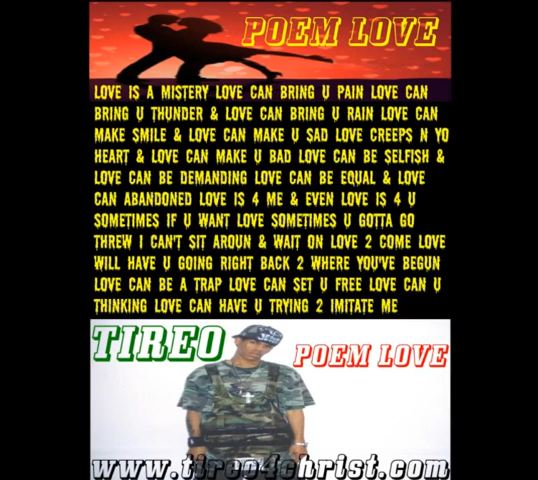 POEM LOVE
LOVE IS A MISTERY LOVE CAN BRING U PAIN LOVE CAN
BRING U THUNDER & LOVE CAN BRING U RAIN LOVE CAN
MAKE SMILE & LOVE CAN MAKE U SAD LOVE CREEPS N YO
HEART & LOVE CAN MAKE U BAD LOVE CAN BE SELFISH &
LOVE CAN BE DEMANDING LOVE CAN BE EQUAL & LOVE
CAN ABANDONED LOVE IS 4 ME & EVEN LOVE IS 4 U
SOMETIMES IF U WANT LOVE SOMETIMES U GOTTA GO
THREW I CAN'T SIT AROUN & WAIT ON LOVE 2 COME LOVE
WILL HAVE U GOING RIGHT BACK 2 WHERE YOU'VE BEGUN
LOVE CAN BE A TRAP LOVE CAN SET U FREE LOVE CAN U
THINKING LOVE CAN HAVE U TRYING 2 IMITATE ME
TIREO
POEM LOVE
www.tireo4christ.com